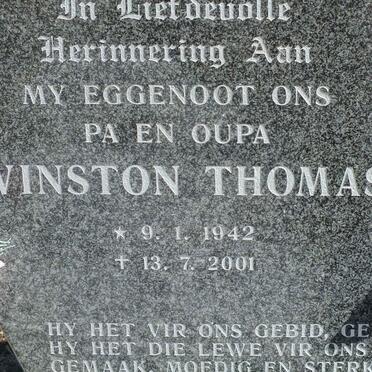 In Liefdevolle
Herinnering Aan
MY EGGENOOT ONS
PA EN OUPA
WINSTON THOMAS
★ 9. 1. 1942
✝ 13. 7. 2001
HY HET VIR ONS GEBID, GE
HY HET DIE LEWE VIR ONS
GEMAAK, MOEDIG EN STERK